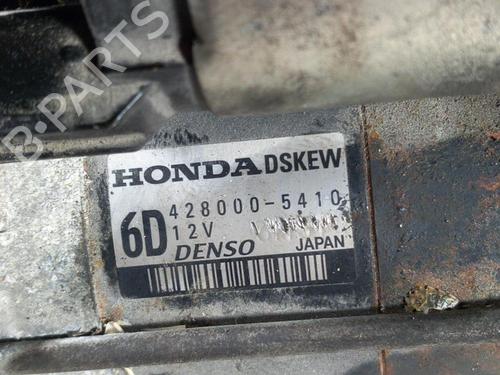 B-PARTS
HONDA DSKEW
6D 428000-5410
12V
DENSO JAPAN